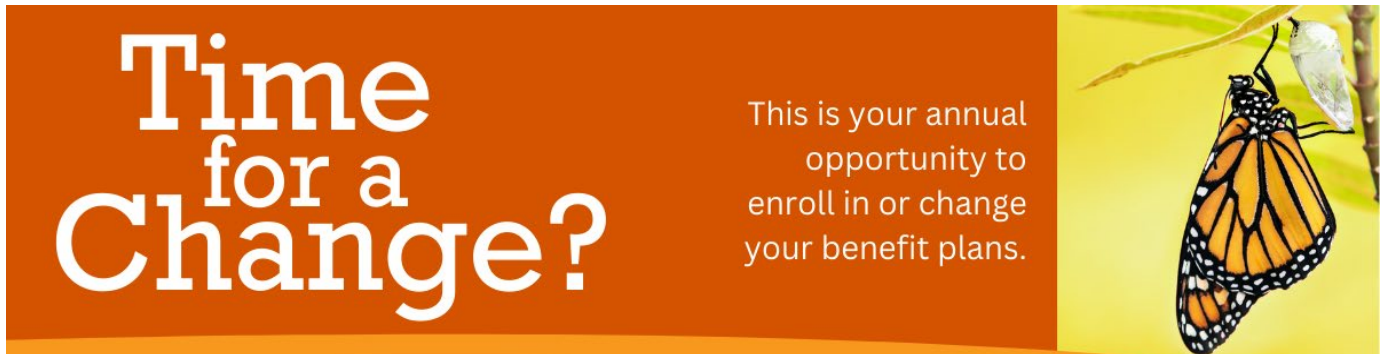 Time
for a
Change?
This is your annual
opportunity to
enroll in or change
your benefit plans.